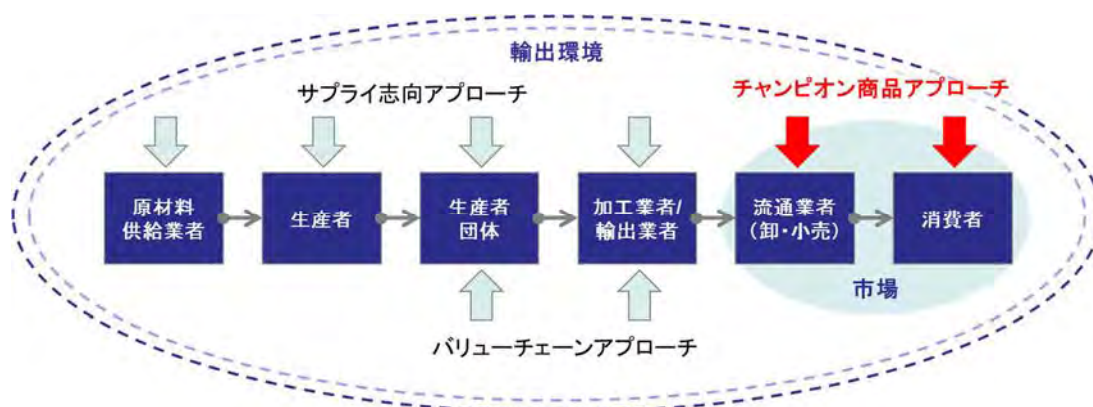 輸出環境
サプライ志向アプローチ
チャンピオン商品アプローチ
原材料
供給業者
生産者
生産者
団体
加工業者/
輸出業者
流通業者
(卸・小売)
消費者
市場
バリューチェーンアプローチ